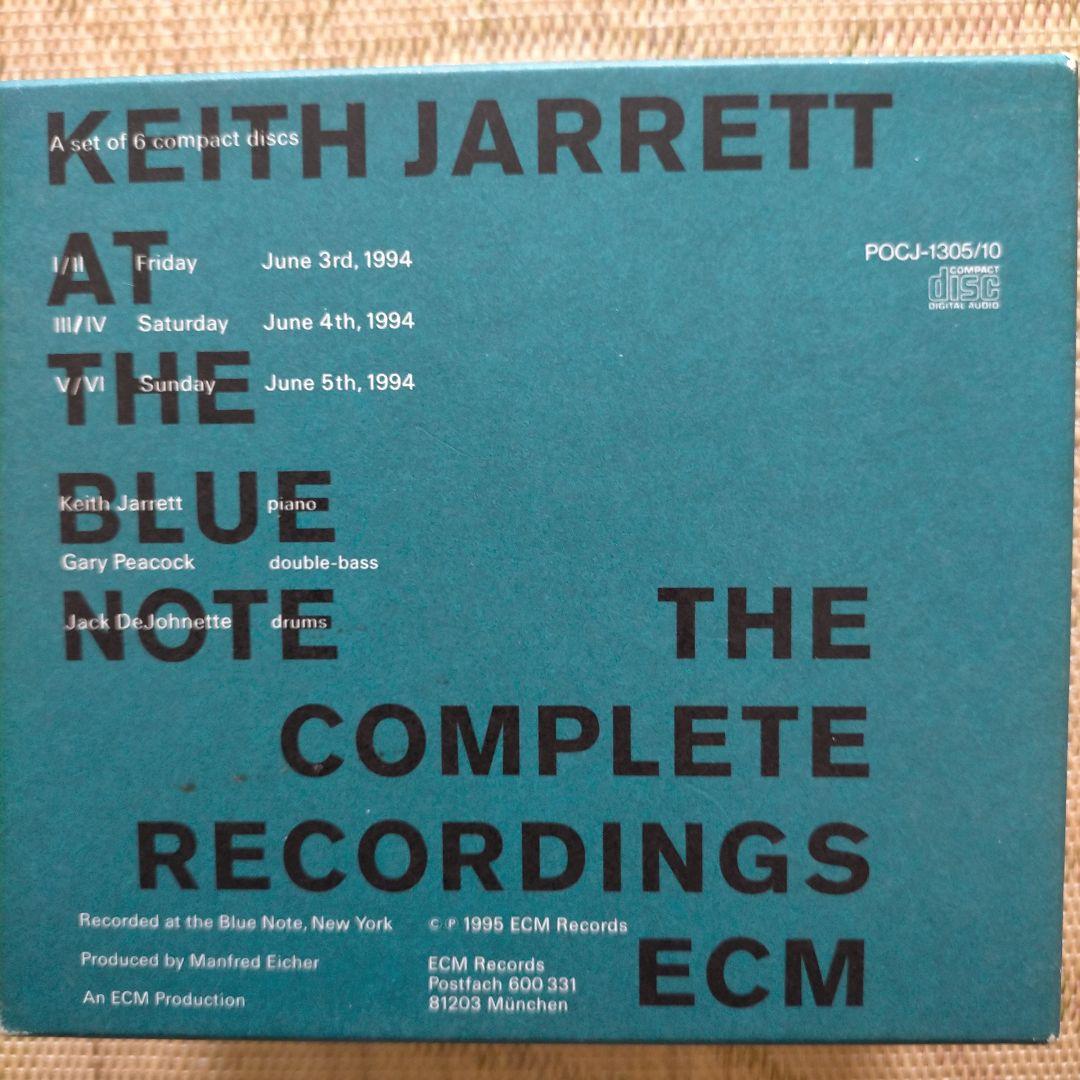 KEITH JARRETT
A set of 6 compact discs
AT
I/II Friday June 3rd, 1994
POCJ-1305/10
COMPACT
disc
DIGITAL AUDIO
III/IV Saturday June 4th, 1994
THE
V/VI Sunday June 5th, 1994
BLUE
Keith Jarrett piano
Gary Peacock double-bass
NOTE
Jack DeJohnette drums
THE
COMPLETE
RECORDINGS
ECM
Recorded at the Blue Note, New York
Produced by Manfred Eicher
An ECM Production
© ℗ 1995 ECM Records
ECM Records
Postfach 600 331
81203 München